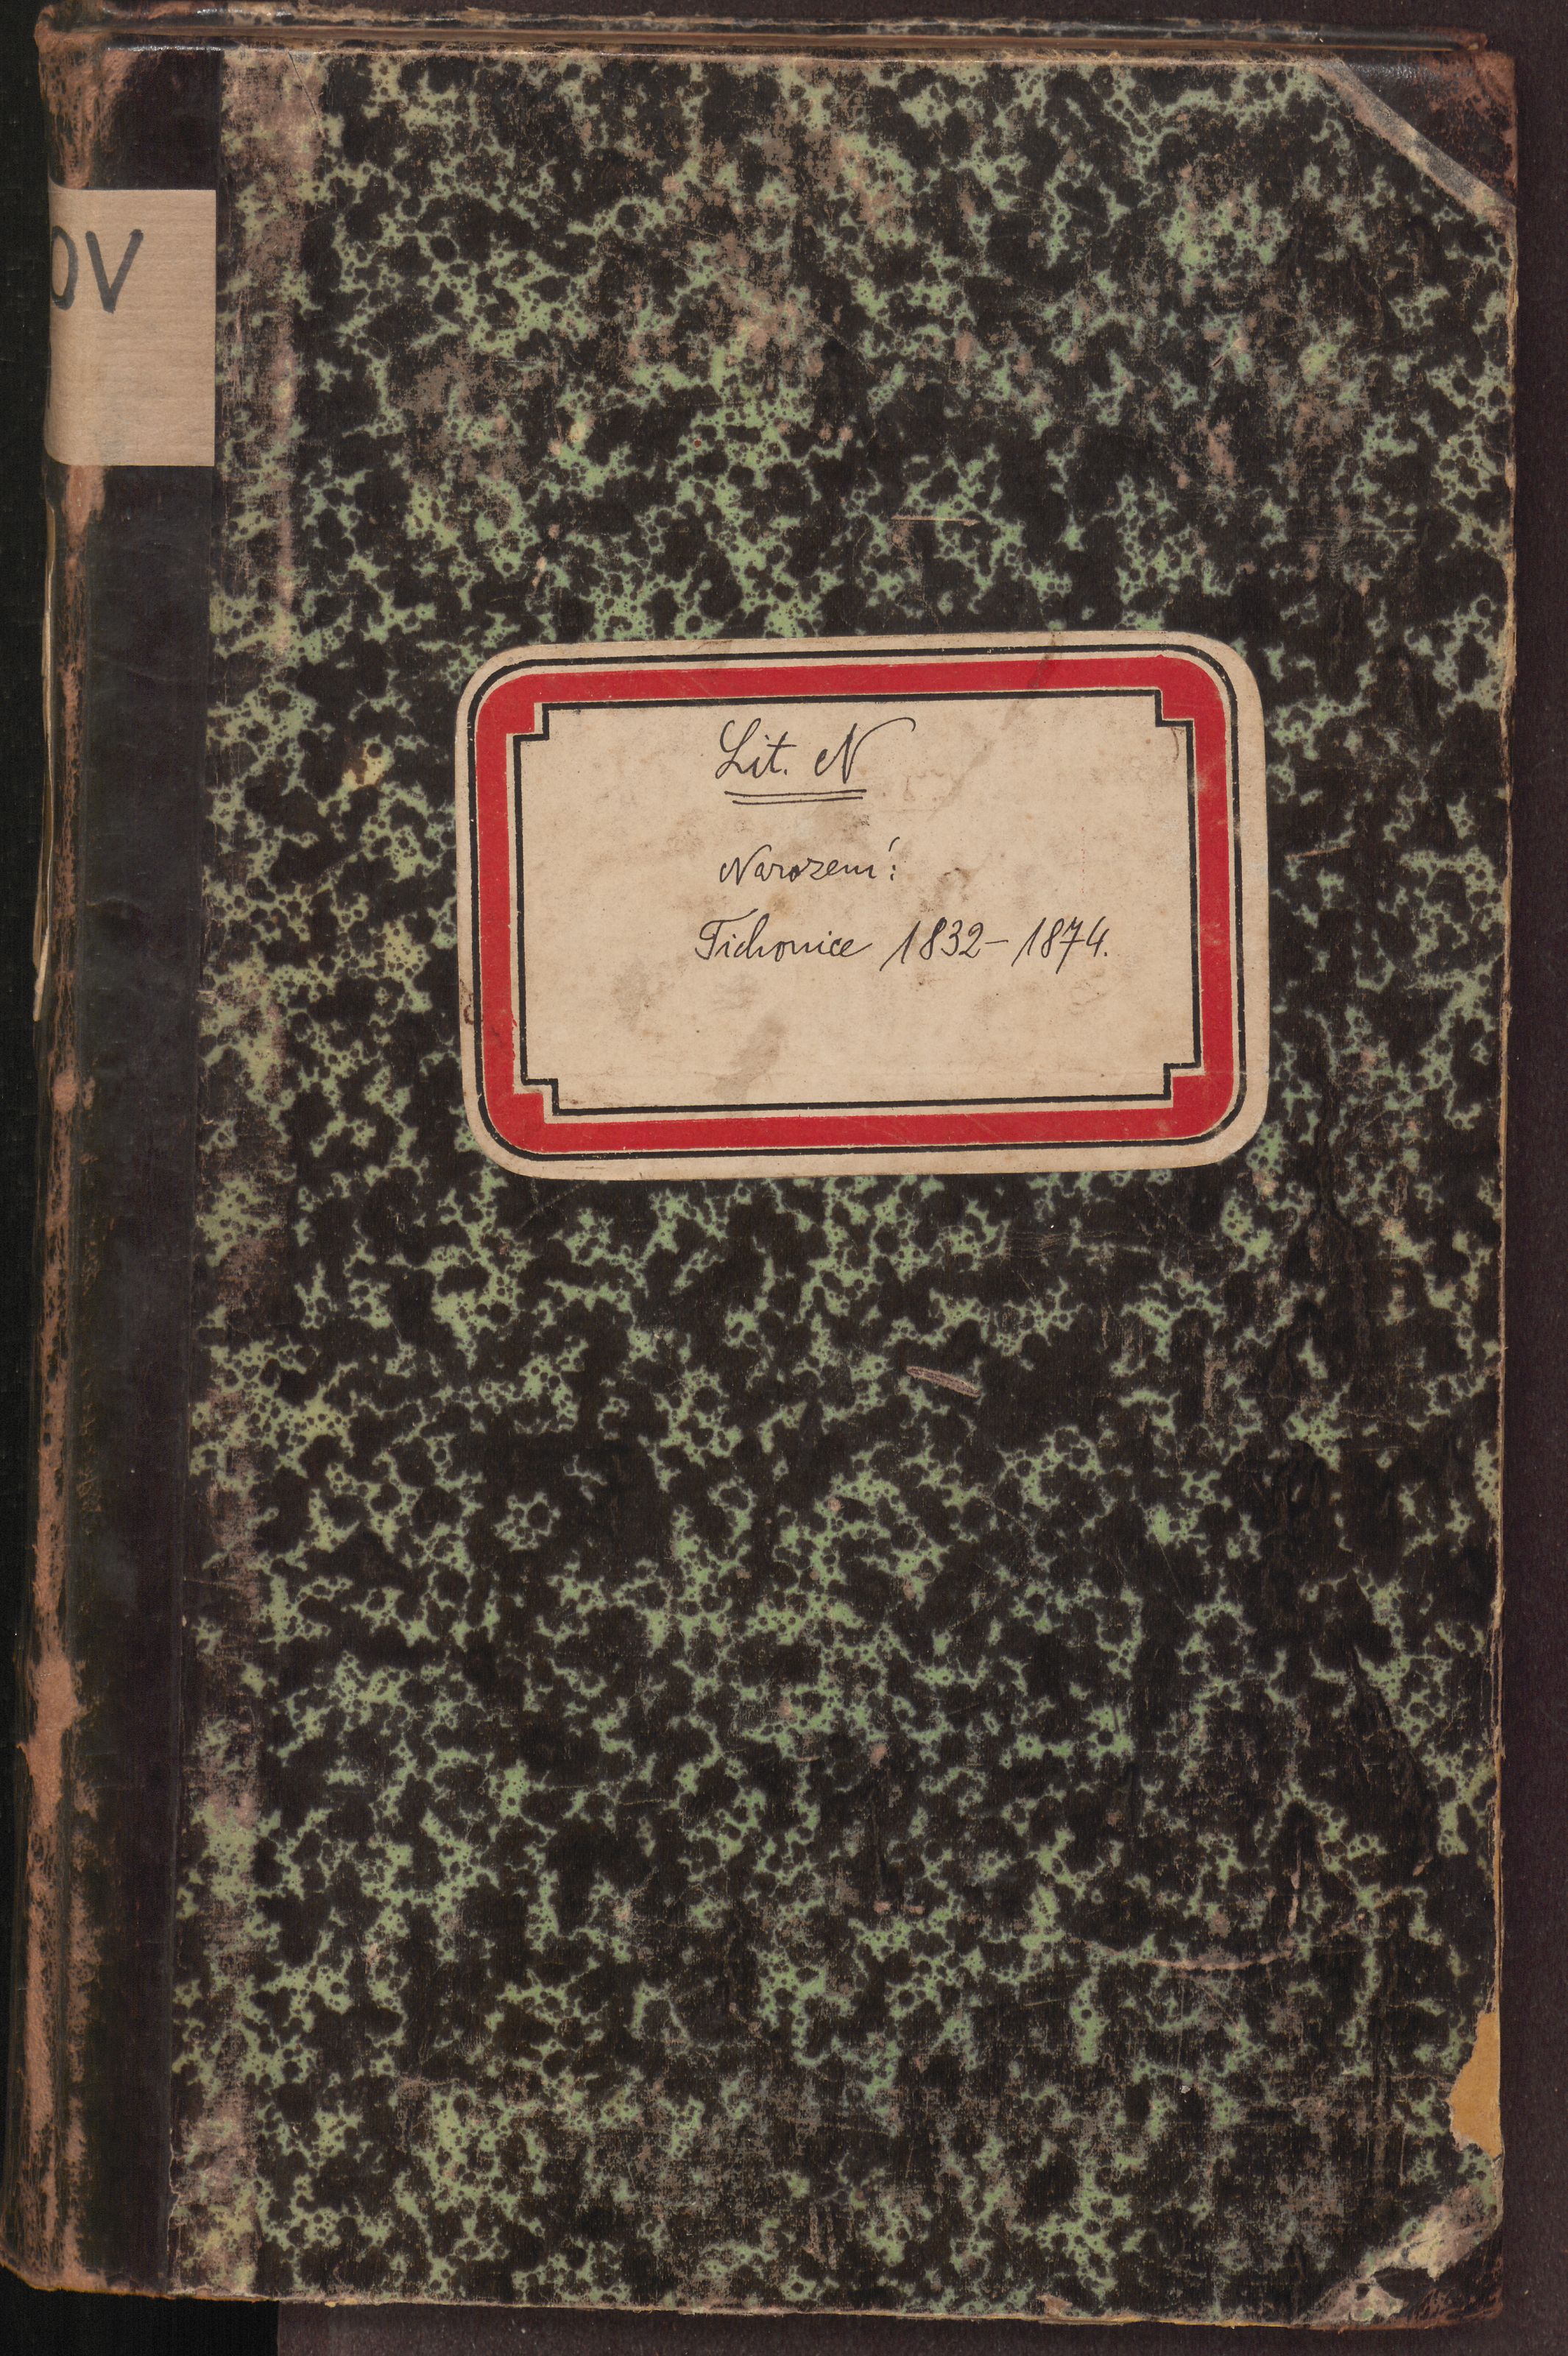 OV
Lit. N
Narození:
Tichonice 1832–1874.